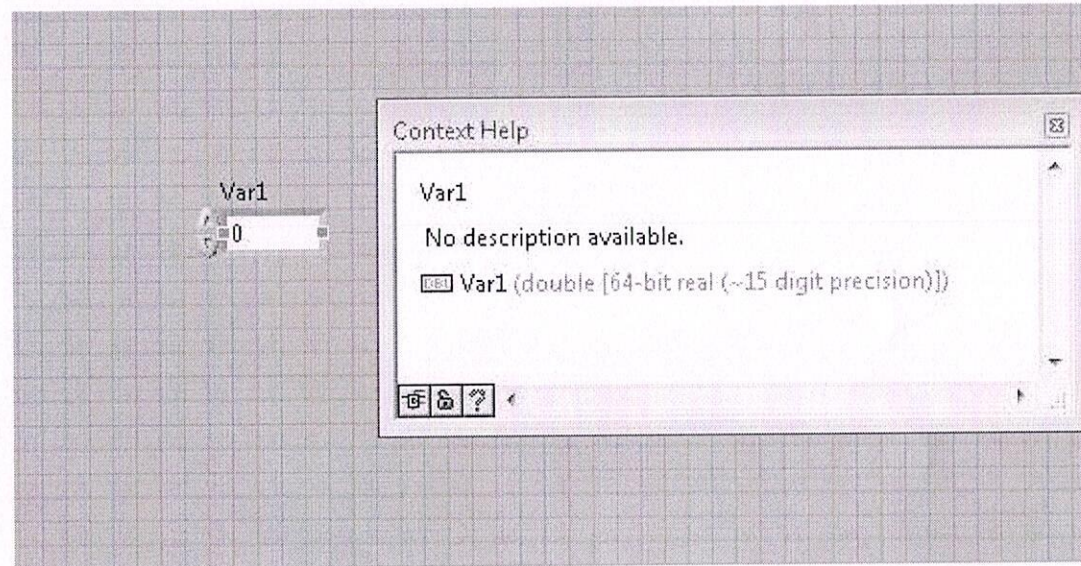 Var1
0
Context Help
Var1
No description available.
DBL Var1 (double [64-bit real (~15 digit precision)])
?